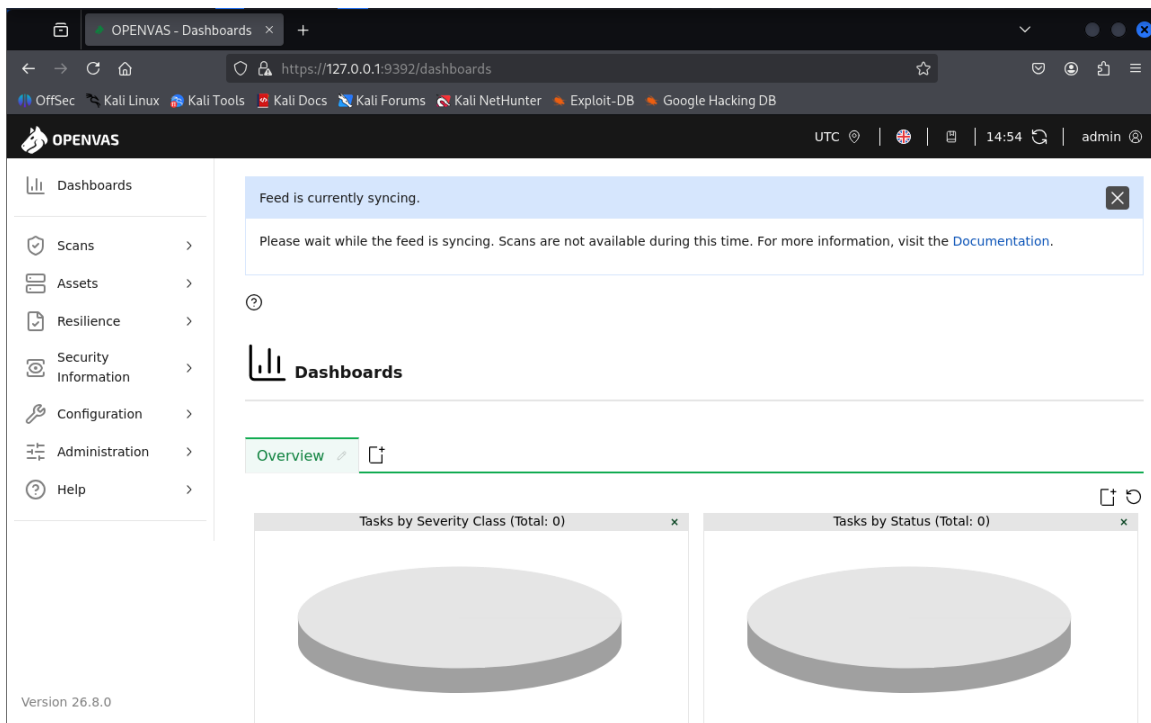 OPENVAS - Dashboards
https://127.0.0.1:9392/dashboards
OffSec Kali Linux Kali Tools Kali Docs Kali Forums Kali NetHunter Exploit-DB Google Hacking DB
OPENVAS UTC 14:54 admin
Dashboards
Scans
Assets
Resilience
Security
Information
Configuration
Administration
Help
Version 26.8.0
Feed is currently syncing.
Please wait while the feed is syncing. Scans are not available during this time. For more information, visit the Documentation.
Dashboards
Overview
Tasks by Severity Class (Total: 0)
Tasks by Status (Total: 0)